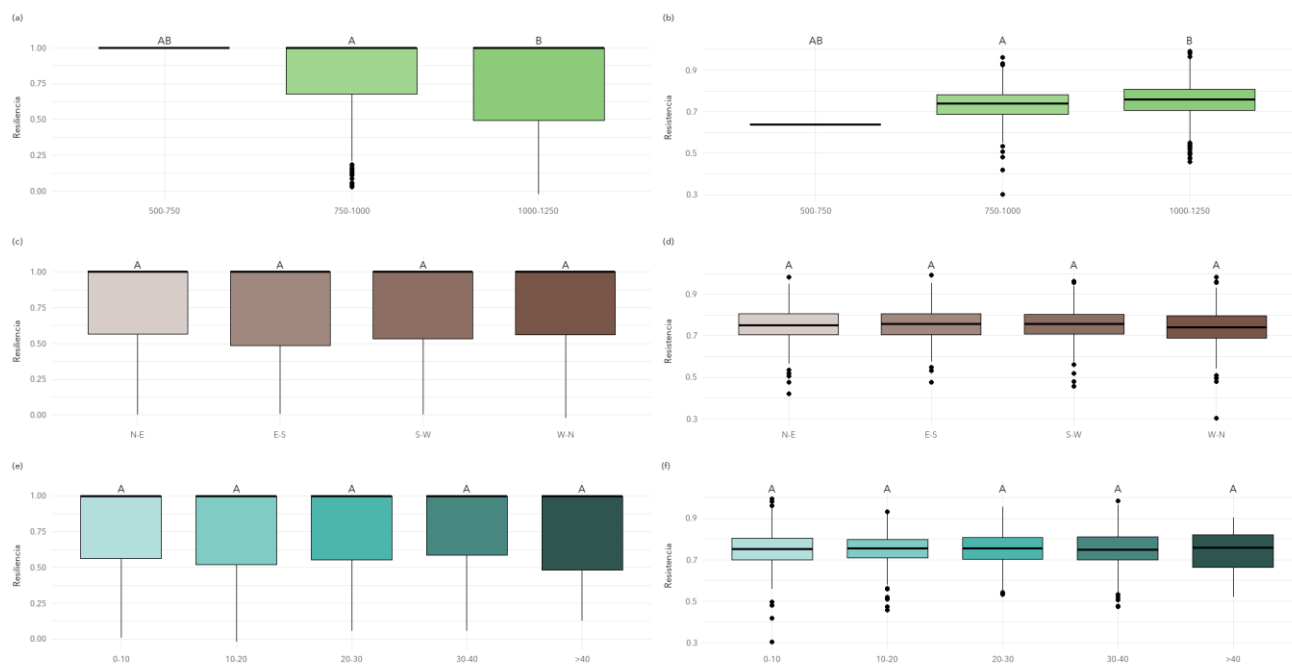 (a)
AB A B
1.00
0.75
0.50
0.25
0.00
Resiliencia
500-750 750-1000 1000-1250
(b)
AB A B
0.9
0.7
0.5
0.3
Resistencia
500-750 750-1000 1000-1250
(c)
A A A A
1.00
0.75
0.50
0.25
0.00
Resiliencia
N-E E-S S-W W-N
(d)
A A A A
0.9
0.7
0.5
0.3
Resistencia
N-E E-S S-W W-N
(e)
A A A A A
1.00
0.75
0.50
0.25
0.00
Resiliencia
0-10 10-20 20-30 30-40 >40
(f)
A A A A A
0.9
0.7
0.5
0.3
Resistencia
0-10 10-20 20-30 30-40 >40